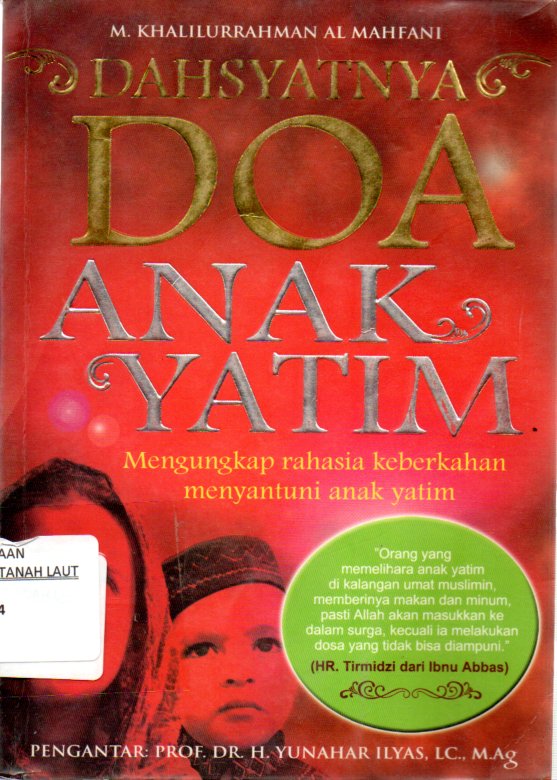 M. KHALILURRAHMAN AL MAHFANI
DAHSYATNYA
DOA
ANAK
YATIM
Mengungkap rahasia keberkahan
menyantuni anak yatim
"Orang yang
memelihara anak yatim
di kalangan umat muslimin,
memberinya makan dan minum,
pasti Allah akan masukkan ke
dalam surga, kecuali ia melakukan
dosa yang tidak bisa diampuni."
(HR. Tirmidzi dari Ibnu Abbas)
AAN
TANAH LAUT
4
PENGANTAR: PROF. DR. H. YUNAHAR ILYAS, LC., M.Ag